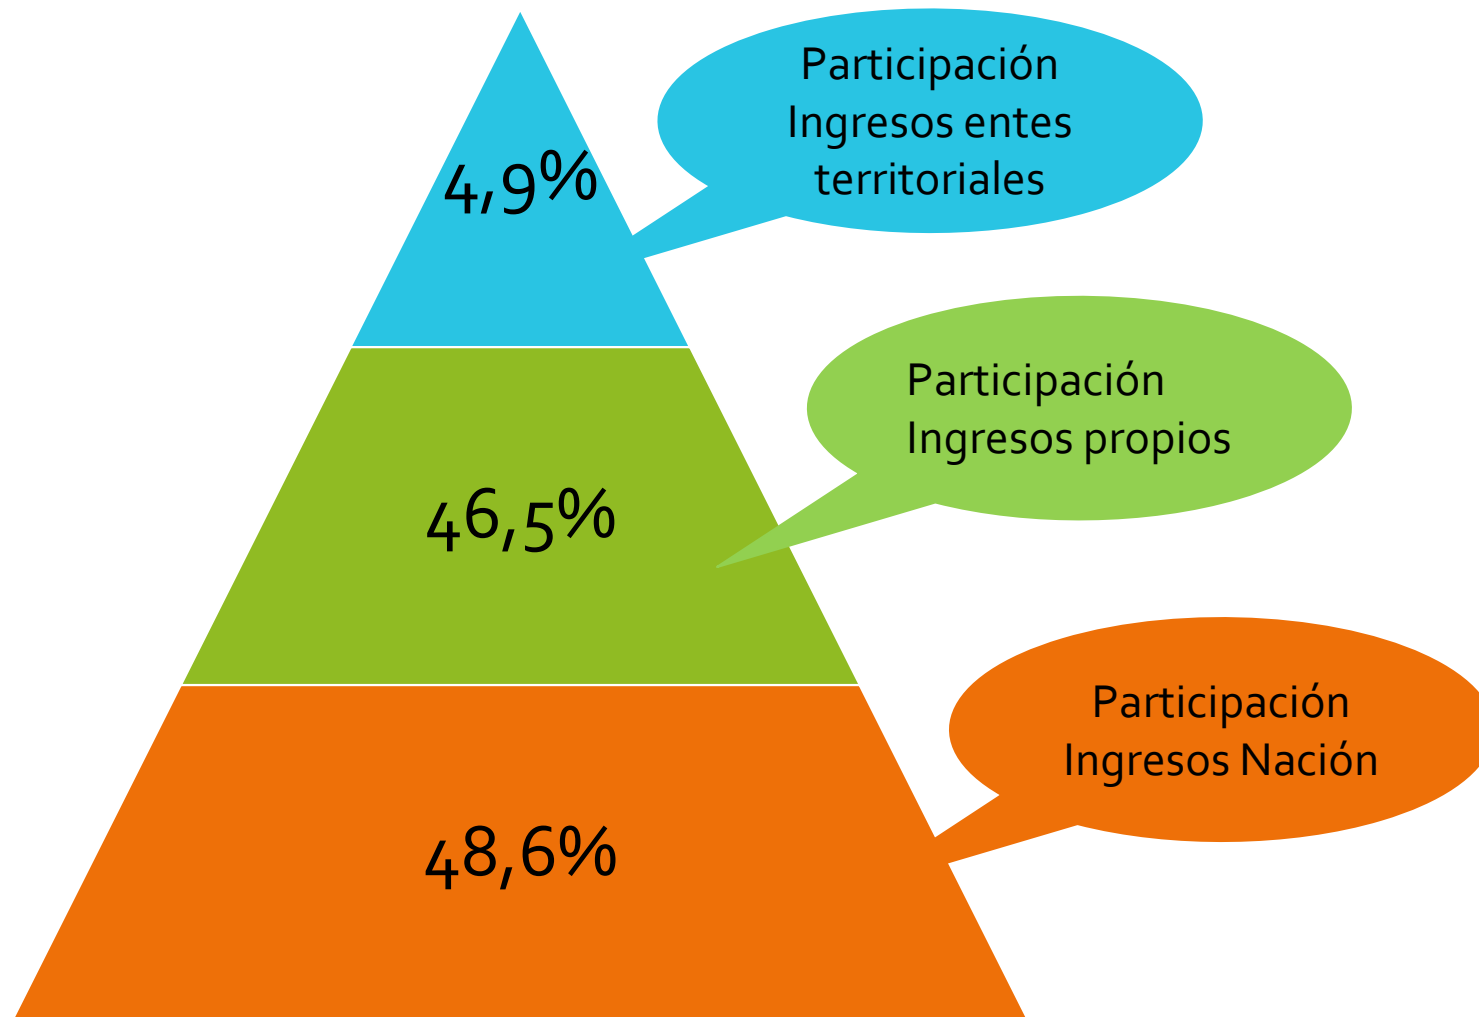 Participación
Ingresos entes
territoriales
4,9%
Participación
Ingresos propios
46,5%
Participación
Ingresos Nación
48,6%